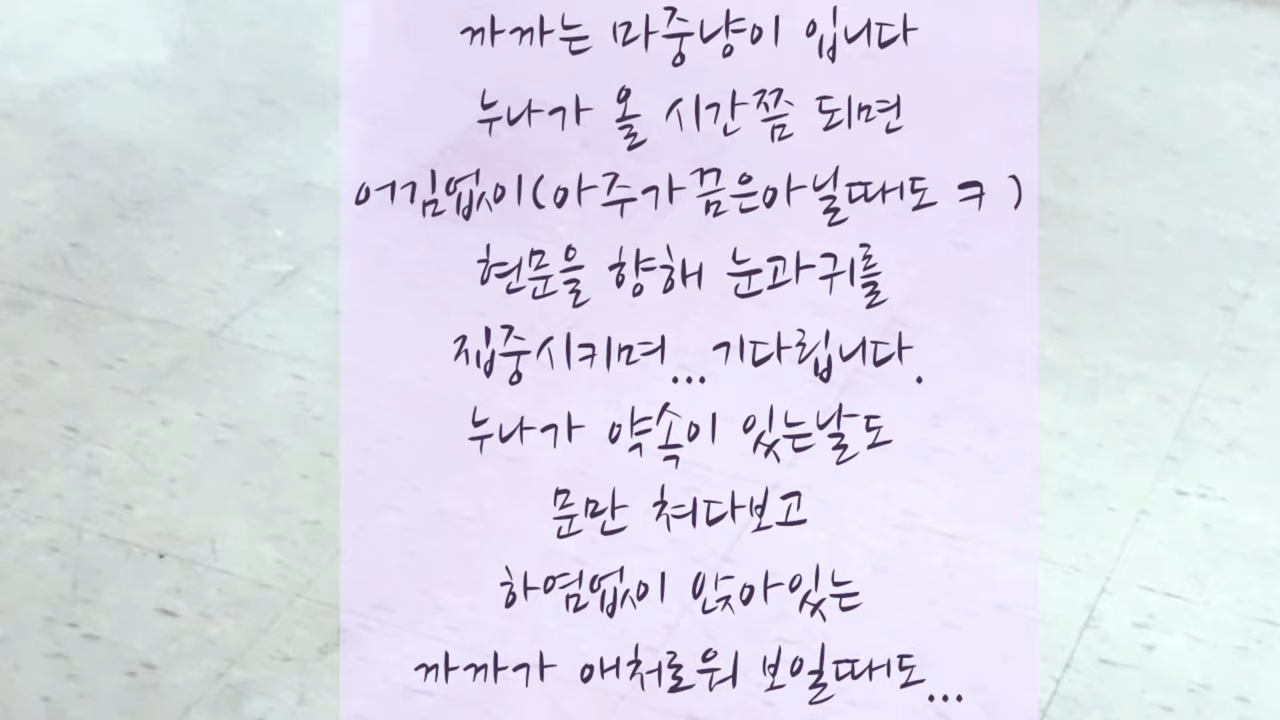 까까는 마중냥이 입니다
누나가 올 시간쯤 되면
어김없이(아주가끔은아닐때도 ㅋ)
현문을 향해 눈과귀를
집중시키며...기다립니다.
누나가 약속이 있는날도
문만 쳐다보고
하염없이 앉아있는
까까가 애처로워 보일때도...